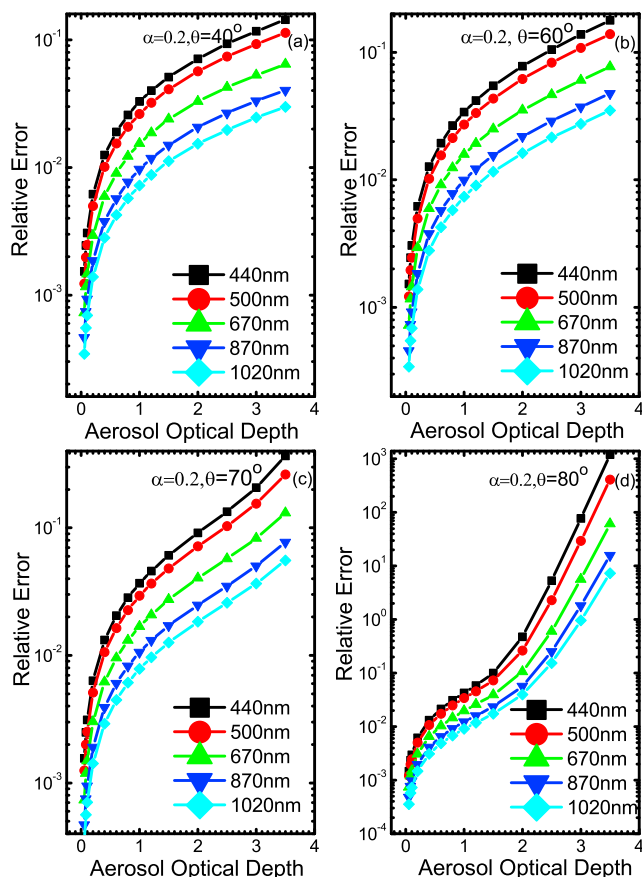 α=0.2, θ=40° (a)
10⁻¹
10⁻²
10⁻³
Relative Error
440nm
500nm
670nm
870nm
1020nm
0 1 2 3 4
Aerosol Optical Depth
α=0.2, θ=60° (b)
10⁻¹
10⁻²
10⁻³
Relative Error
440nm
500nm
670nm
870nm
1020nm
0 1 2 3 4
Aerosol Optical Depth
α=0.2,θ=70° (c)
10⁻¹
10⁻²
10⁻³
Relative Error
440nm
500nm
670nm
870nm
1020nm
0 1 2 3 4
Aerosol Optical Depth
α=0.2,θ=80° (d)
10³
10²
10¹
10⁰
10⁻¹
10⁻²
10⁻³
10⁻⁴
Relative Error
440nm
500nm
670nm
870nm
1020nm
0 1 2 3 4
Aerosol Optical Depth